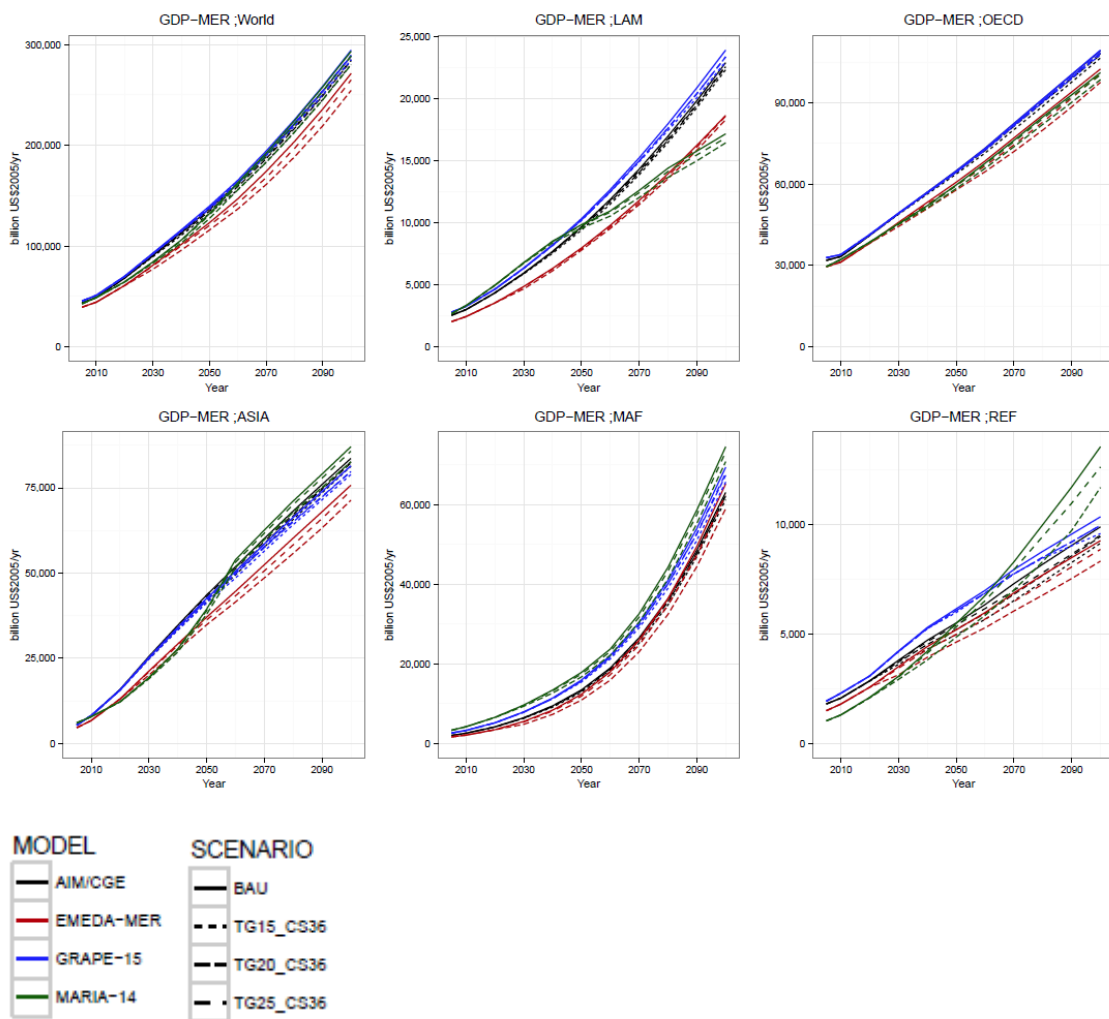 GDP−MER ;World
billion US$2005/yr
300,000
200,000
100,000
0
2010 2030 2050 2070 2090
Year
GDP−MER ;LAM
billion US$2005/yr
25,000
20,000
15,000
10,000
5,000
0
2010 2030 2050 2070 2090
Year
GDP−MER ;OECD
billion US$2005/yr
90,000
60,000
30,000
0
2010 2030 2050 2070 2090
Year
GDP−MER ;ASIA
billion US$2005/yr
75,000
50,000
25,000
0
2010 2030 2050 2070 2090
Year
GDP−MER ;MAF
billion US$2005/yr
60,000
40,000
20,000
0
2010 2030 2050 2070 2090
Year
GDP−MER ;REF
billion US$2005/yr
10,000
5,000
0
2010 2030 2050 2070 2090
Year
MODEL
AIM/CGE
EMEDA−MER
GRAPE−15
MARIA−14
SCENARIO
BAU
TG15_CS36
TG20_CS36
TG25_CS36